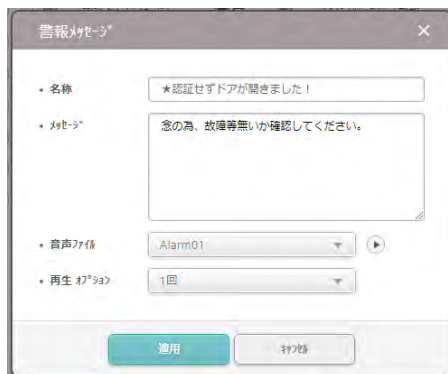 警報ﾒｯｾｰｼﾞ ×
• 名称 ★認証せずドアが開きました！
• ﾒｯｾｰｼﾞ 念の為、故障等無いか確認してください。
• 音声ﾌｧｲﾙ Alarm01
• 再生 ｵﾌﾟｼｮﾝ 1回
適用 ｷｬﾝｾﾙ